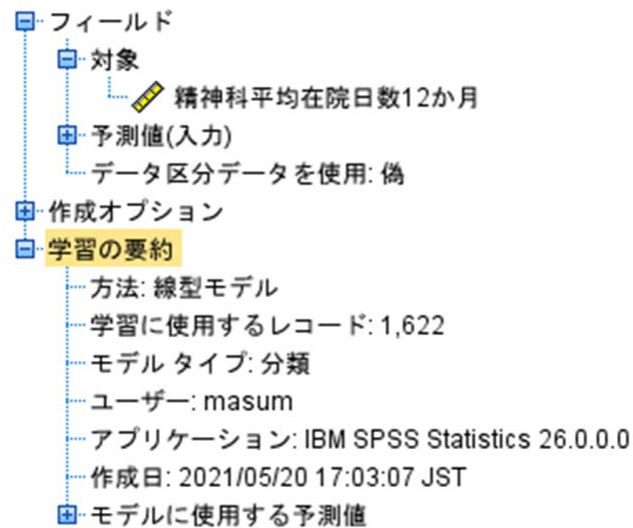 フィールド
対象
精神科平均在院日数12か月
予測値(入力)
データ区分データを使用: 偽
作成オプション
学習の要約
方法: 線型モデル
学習に使用するレコード: 1,622
モデル タイプ: 分類
ユーザー: masum
アプリケーション: IBM SPSS Statistics 26.0.0.0
作成日: 2021/05/20 17:03:07 JST
モデルに使用する予測値